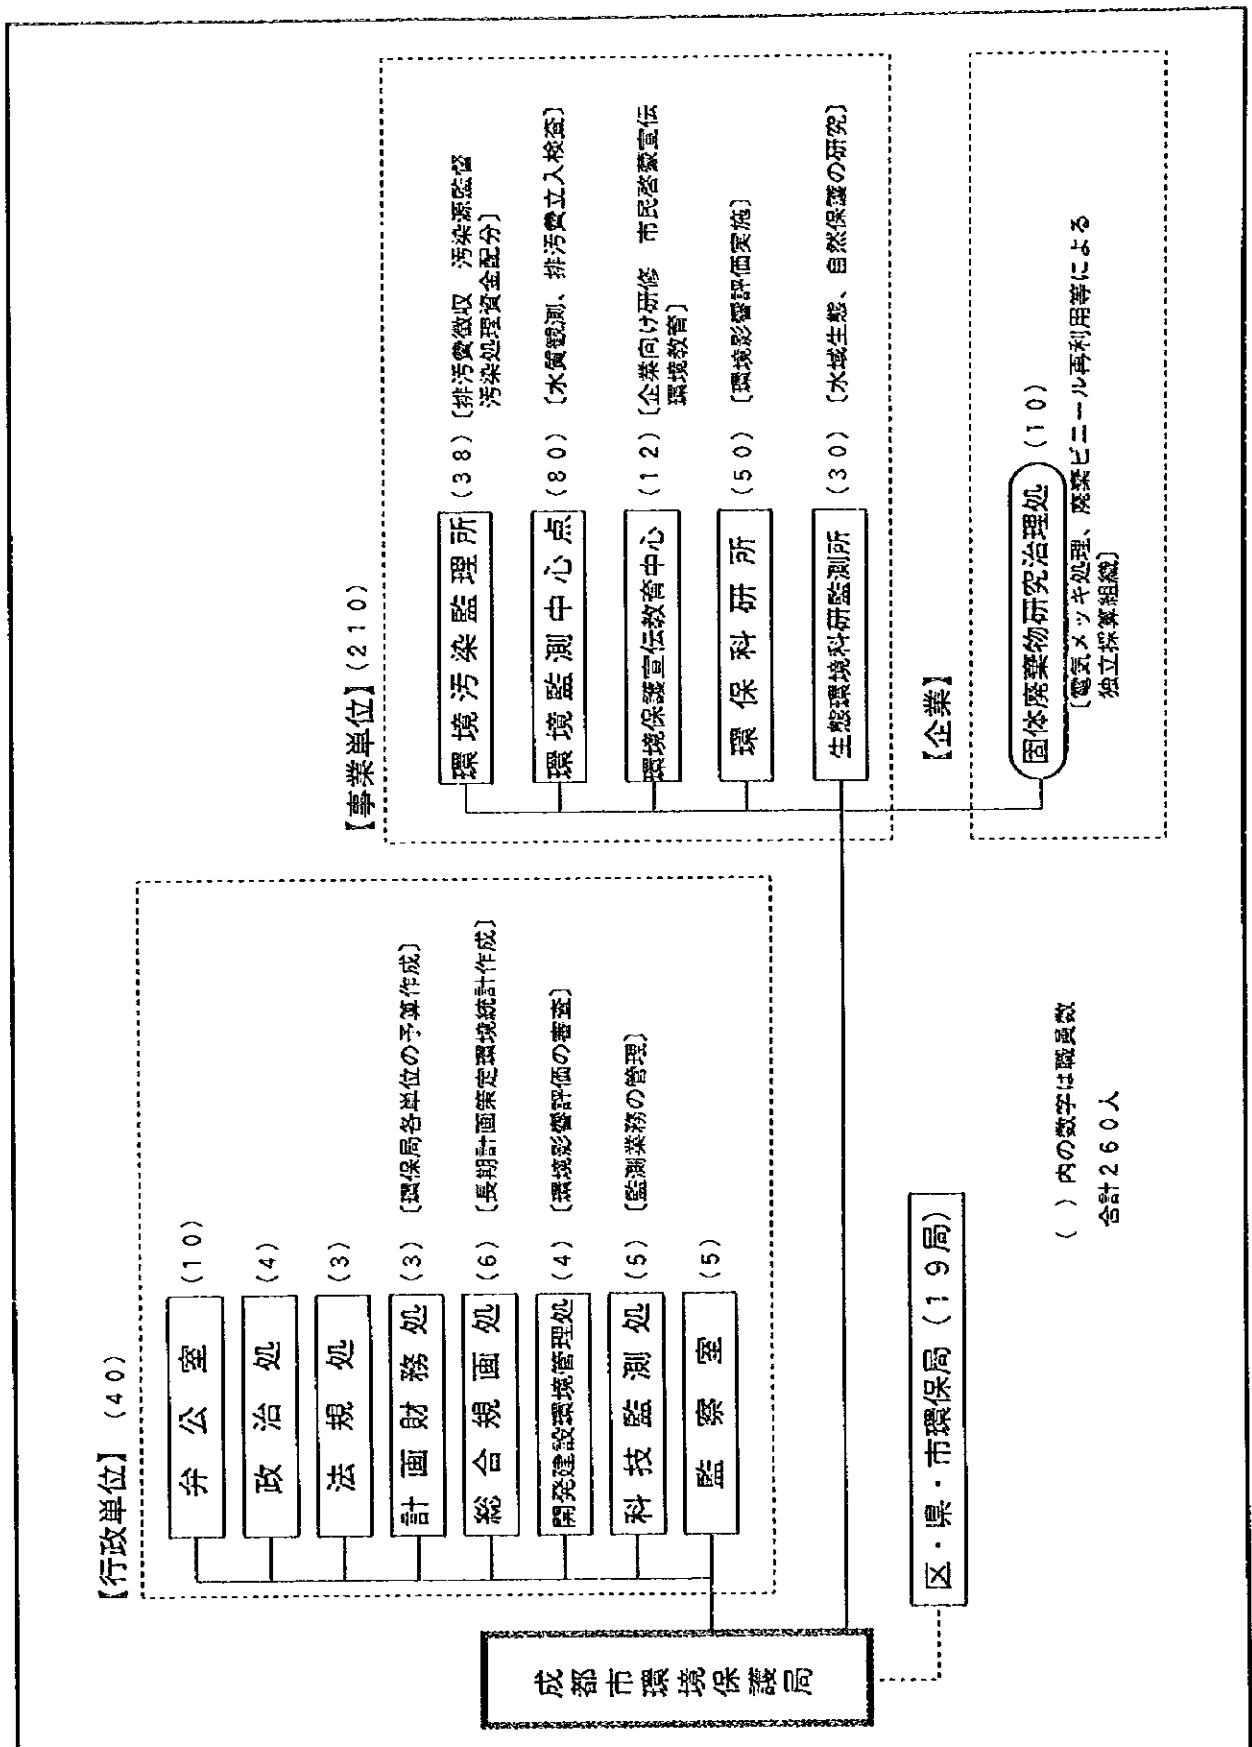 【行政単位】（４０）
弁公室（１０）
政治処（４）
法規処（３）
計画財務処（３）〔環保局各単位の予算作成〕
総合規画処（６）〔長期計画策定環境統計作成〕
開発建設環境管理処（４）〔環境影響評価の審査〕
科技監測処（５）〔監測業務の管理〕
監察室（５）
成都市環境保護局
区・県・市環保局（１９局）
【事業単位】（２１０）
環境汚染監理所（３８）〔排汚費徴収　汚染源監督
汚染処理資金配分〕
環境監測中心点（８０）〔水質観測、排汚費立入検査〕
環境保護宣伝教育中心（１２）〔企業向け研修　市民啓蒙宣伝
環境教育〕
環保科研所（５０）〔環境影響評価実施〕
生態環境科研監測所（３０）〔水域生態、自然保護の研究〕
【企業】
固体廃棄物研究治理処（１０）
〔電気メッキ処理、廃棄ビニール再利用等による
独立採算組織〕
（　）内の数字は職員数
合計２６０人